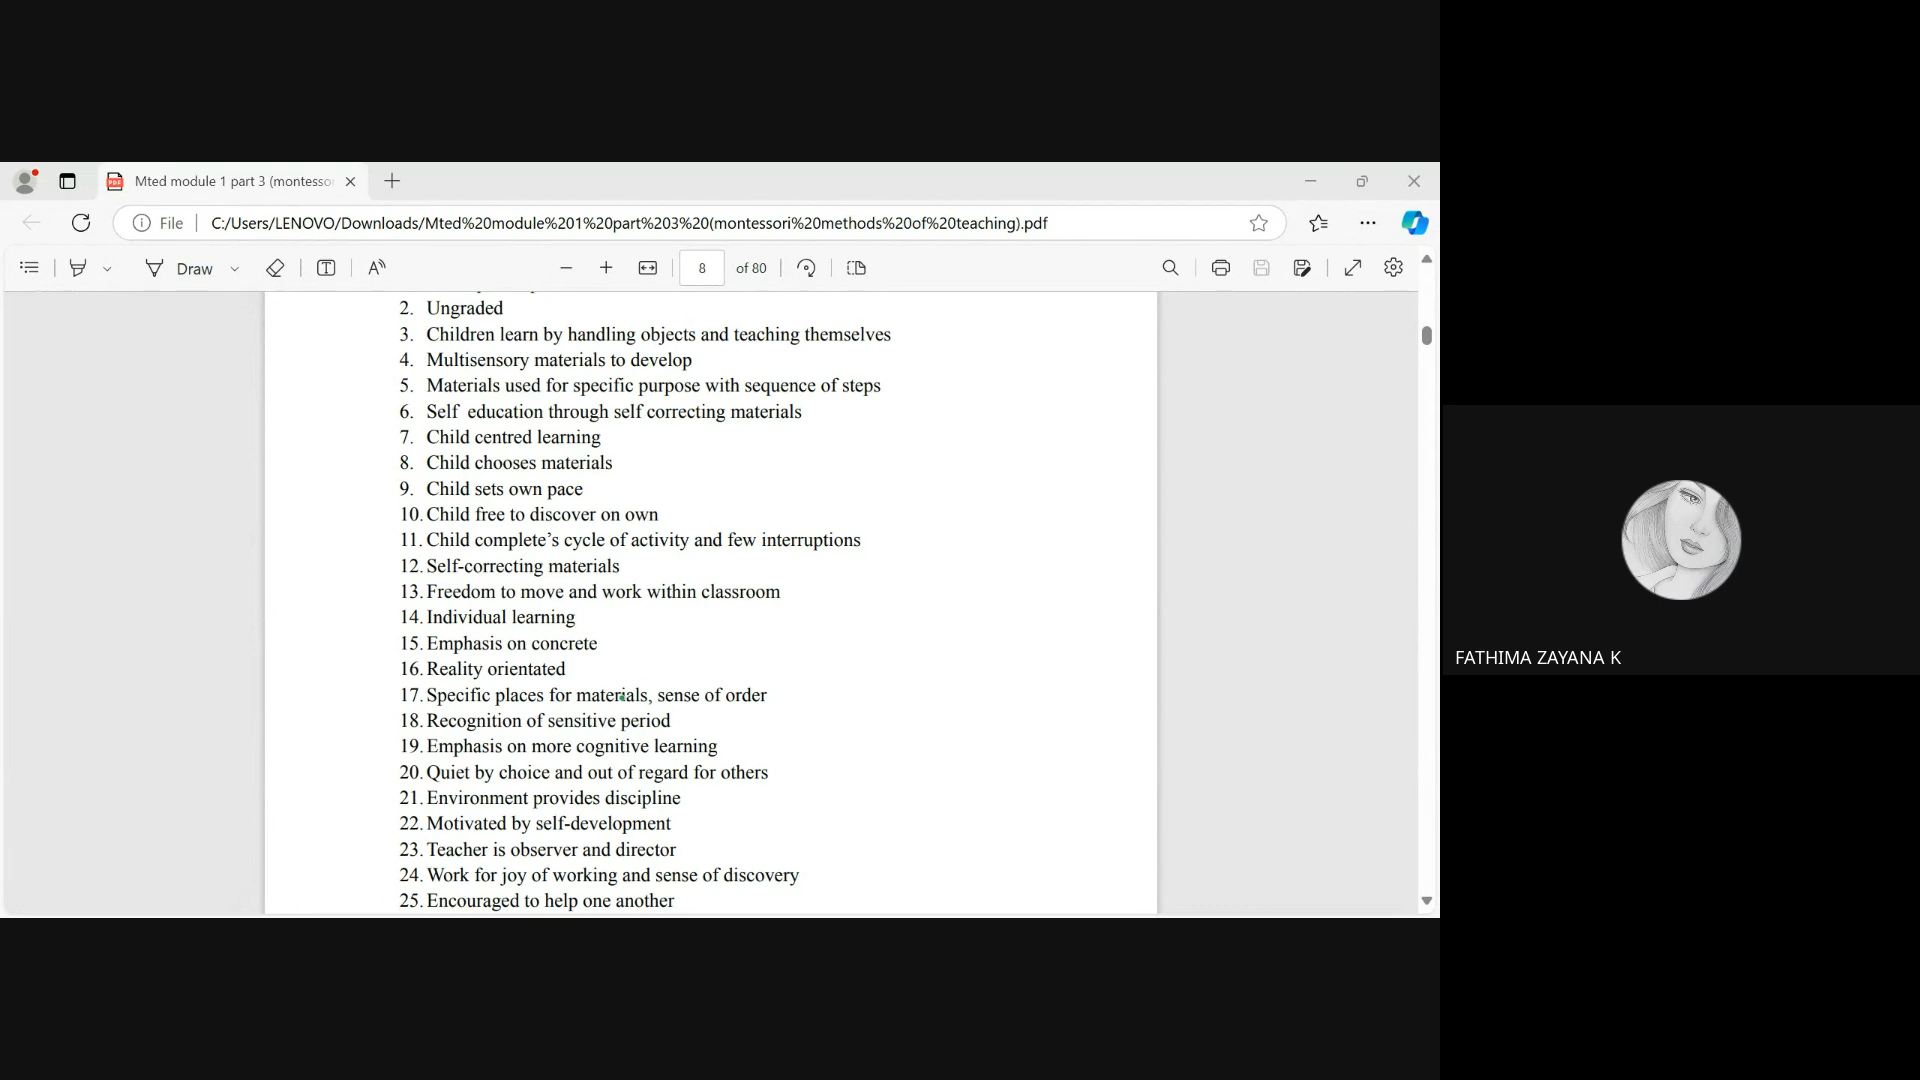 Mted module 1 part 3 (montessor
File
C:/Users/LENOVO/Downloads/Mted%20module%201%20part%203%20(montessori%20methods%20of%20teaching).pdf
Draw
8 of 80
2. Ungraded
3. Children learn by handling objects and teaching themselves
4. Multisensory materials to develop
5. Materials used for specific purpose with sequence of steps
6. Self education through self correcting materials
7. Child centred learning
8. Child chooses materials
9. Child sets own pace
10. Child free to discover on own
11. Child complete’s cycle of activity and few interruptions
12. Self-correcting materials
13. Freedom to move and work within classroom
14. Individual learning
15. Emphasis on concrete
16. Reality orientated
17. Specific places for materials, sense of order
18. Recognition of sensitive period
19. Emphasis on more cognitive learning
20. Quiet by choice and out of regard for others
21. Environment provides discipline
22. Motivated by self-development
23. Teacher is observer and director
24. Work for joy of working and sense of discovery
25. Encouraged to help one another
FATHIMA ZAYANA K